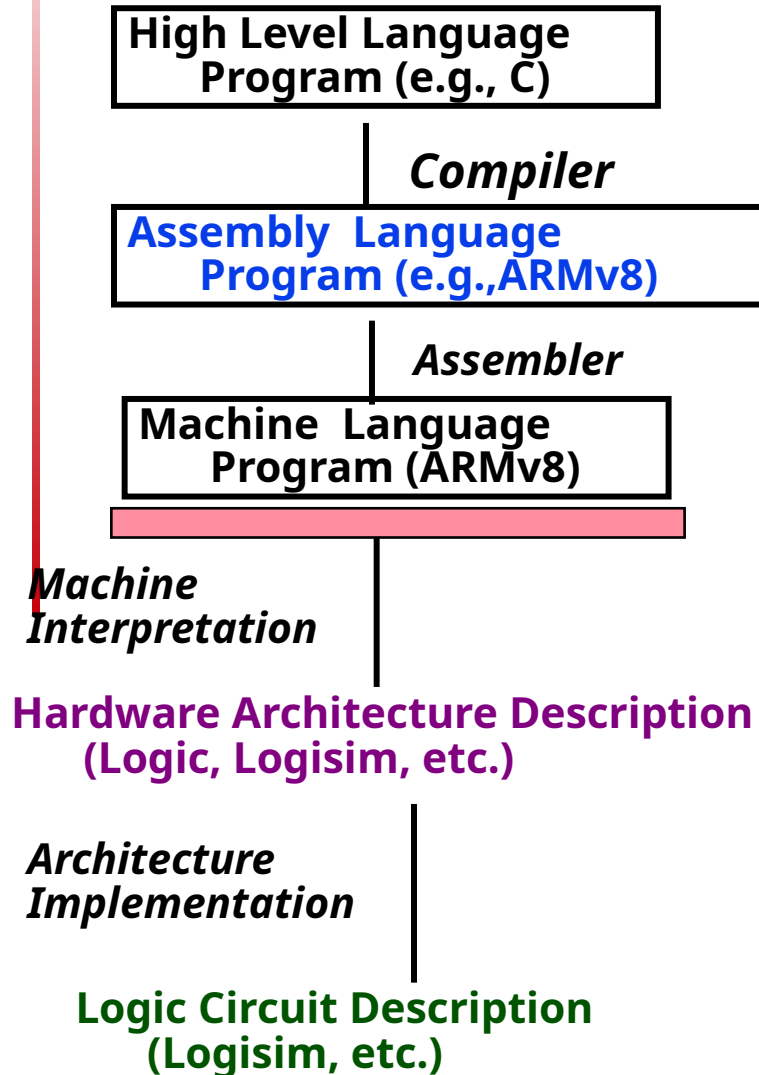 High Level Language
Program (e.g., C)
Compiler
Assembly Language
Program (e.g.,ARMv8)
Assembler
Machine Language
Program (ARMv8)
Machine
Interpretation
Hardware Architecture Description
(Logic, Logisim, etc.)
Architecture
Implementation
Logic Circuit Description
(Logisim, etc.)